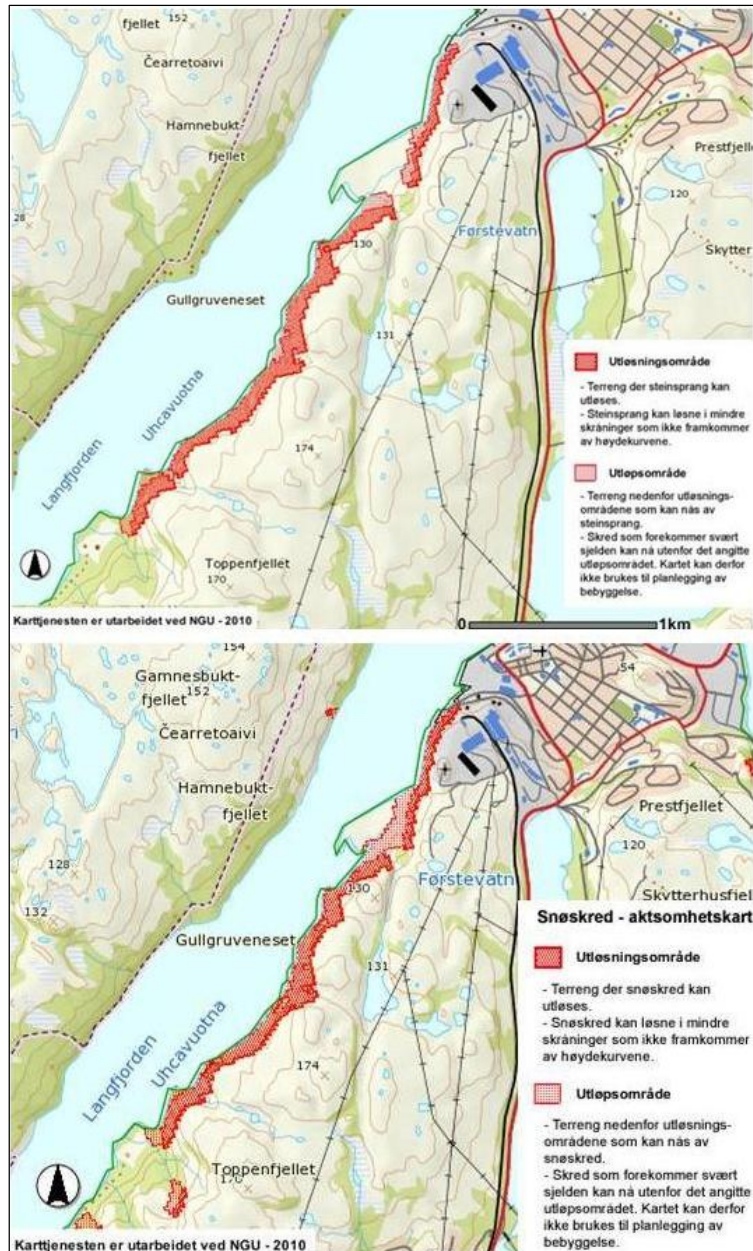 fjellet 152
Čearretoaivi
Hamnebukt-
fjellet
Prestfjell
120
28
Førstevatn
130
Skytter
Gullgruveneset
131
Utløsningsområde
- Terreng der steinsprang kan
utløses.
- Steinsprang kan løsne i mindre
skråninger som ikke framkommer
av høydekurvene.
Uhcavuotna
Langfjorden
174
Utløpsområde
- Terreng nedenfor utløsnings-
områdene som kan nås av
steinsprang.
- Skred som forekommer svært
sjelden kan nå utenfor det angitte
utløpsområdet. Kartet kan derfor
ikke brukes til planlegging av
bebyggelse.
Toppenfjellet
170
Karttjenesten er utarbeidet ved NGU - 2010
0 1km
154
Gamnesbukt-
fjellet 152
54
Čearretoaivi
Hamnebukt-
fjellet
Prestfjellet
128
120
132
130
Førstevatn
Skytterhusfjel
Gullgruveneset
131
Snøskred - aktsomhetskart
Utløsningsområde
- Terreng der snøskred kan
utløses.
- Snøskred kan løsne i mindre
skråninger som ikke framkommer
av høydekurvene.
Uhcavuotna
Langfjorden
174
Utløpsområde
- Terreng nedenfor utløsnings-
områdene som kan nås av
snøskred.
- Skred som forekommer svært
sjelden kan nå utenfor det angitte
utløpsområdet. Kartet kan derfor
ikke brukes til planlegging av
bebyggelse.
Toppenfjellet
170
Karttjenesten er utarbeidet ved NGU - 2010